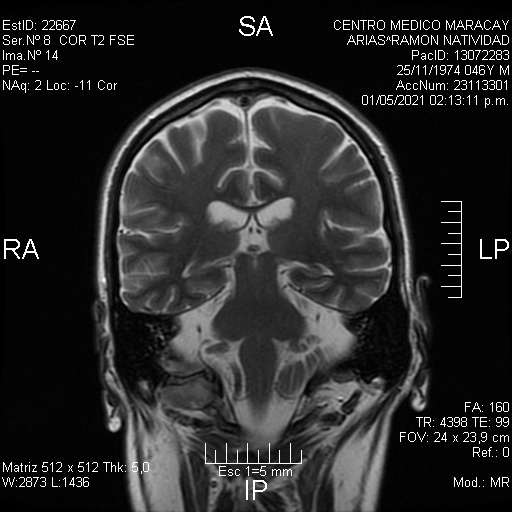 EstID: 22667
Ser.Nº 8 COR T2 FSE
Ima.Nº 14
PE= --
NAq: 2 Loc: -11 Cor
SA
CENTRO MEDICO MARACAY
ARIAS^RAMON NATIVIDAD
PacID: 13072283
25/11/1974 046Y M
AccNum: 23113301
01/05/2021 02:13:11 p.m.
RA
LP
FA: 160
TR: 4398 TE: 99
FOV: 24 x 23,9 cm
Ref.: 0
Matriz 512 x 512 Thk: 5,0
W:2873 L:1436
Esc 1=5 mm
IP
Mod.: MR